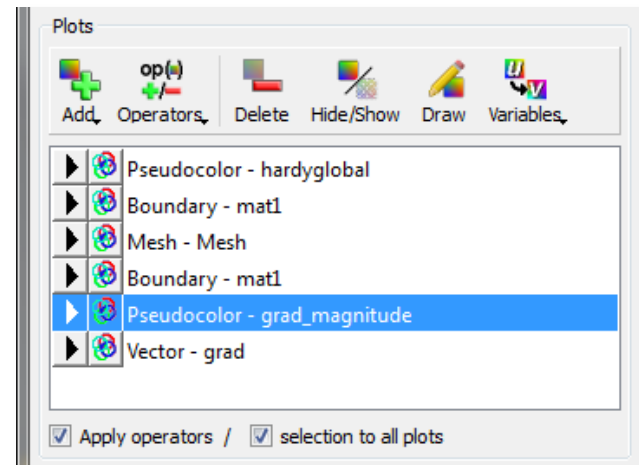 Plots
op(=)
+/-
u
v
Add Operators Delete Hide/Show Draw Variables
Pseudocolor - hardyglobal
Boundary - mat1
Mesh - Mesh
Boundary - mat1
Pseudocolor - grad_magnitude
Vector - grad
Apply operators / selection to all plots